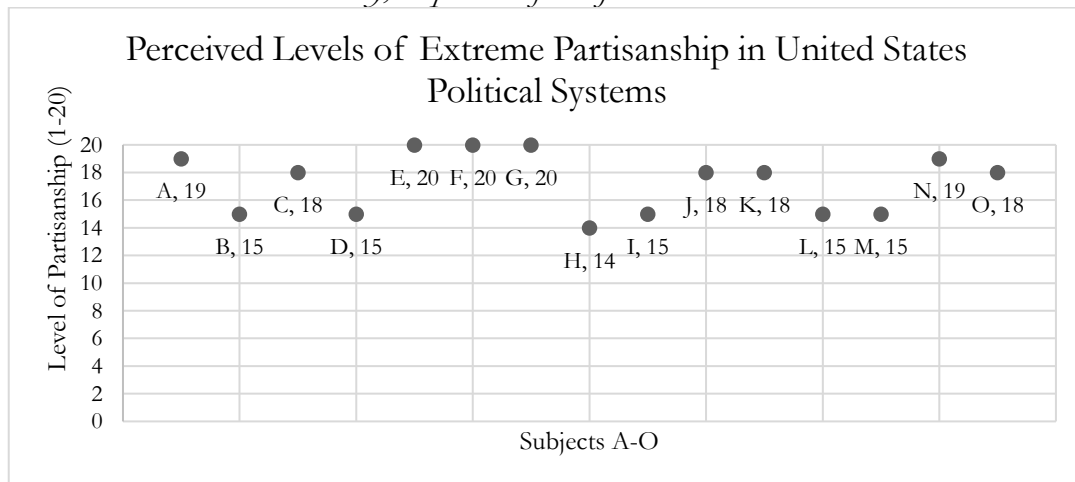 Perceived Levels of Extreme Partisanship in United States
Political Systems
Level of Partisanship (1-20)
20
18
16
14
12
10
8
6
4
2
0
A, 19
B, 15
C, 18
D, 15
E, 20
F, 20
G, 20
H, 14
I, 15
J, 18
K, 18
L, 15
M, 15
N, 19
O, 18
Subjects A-O